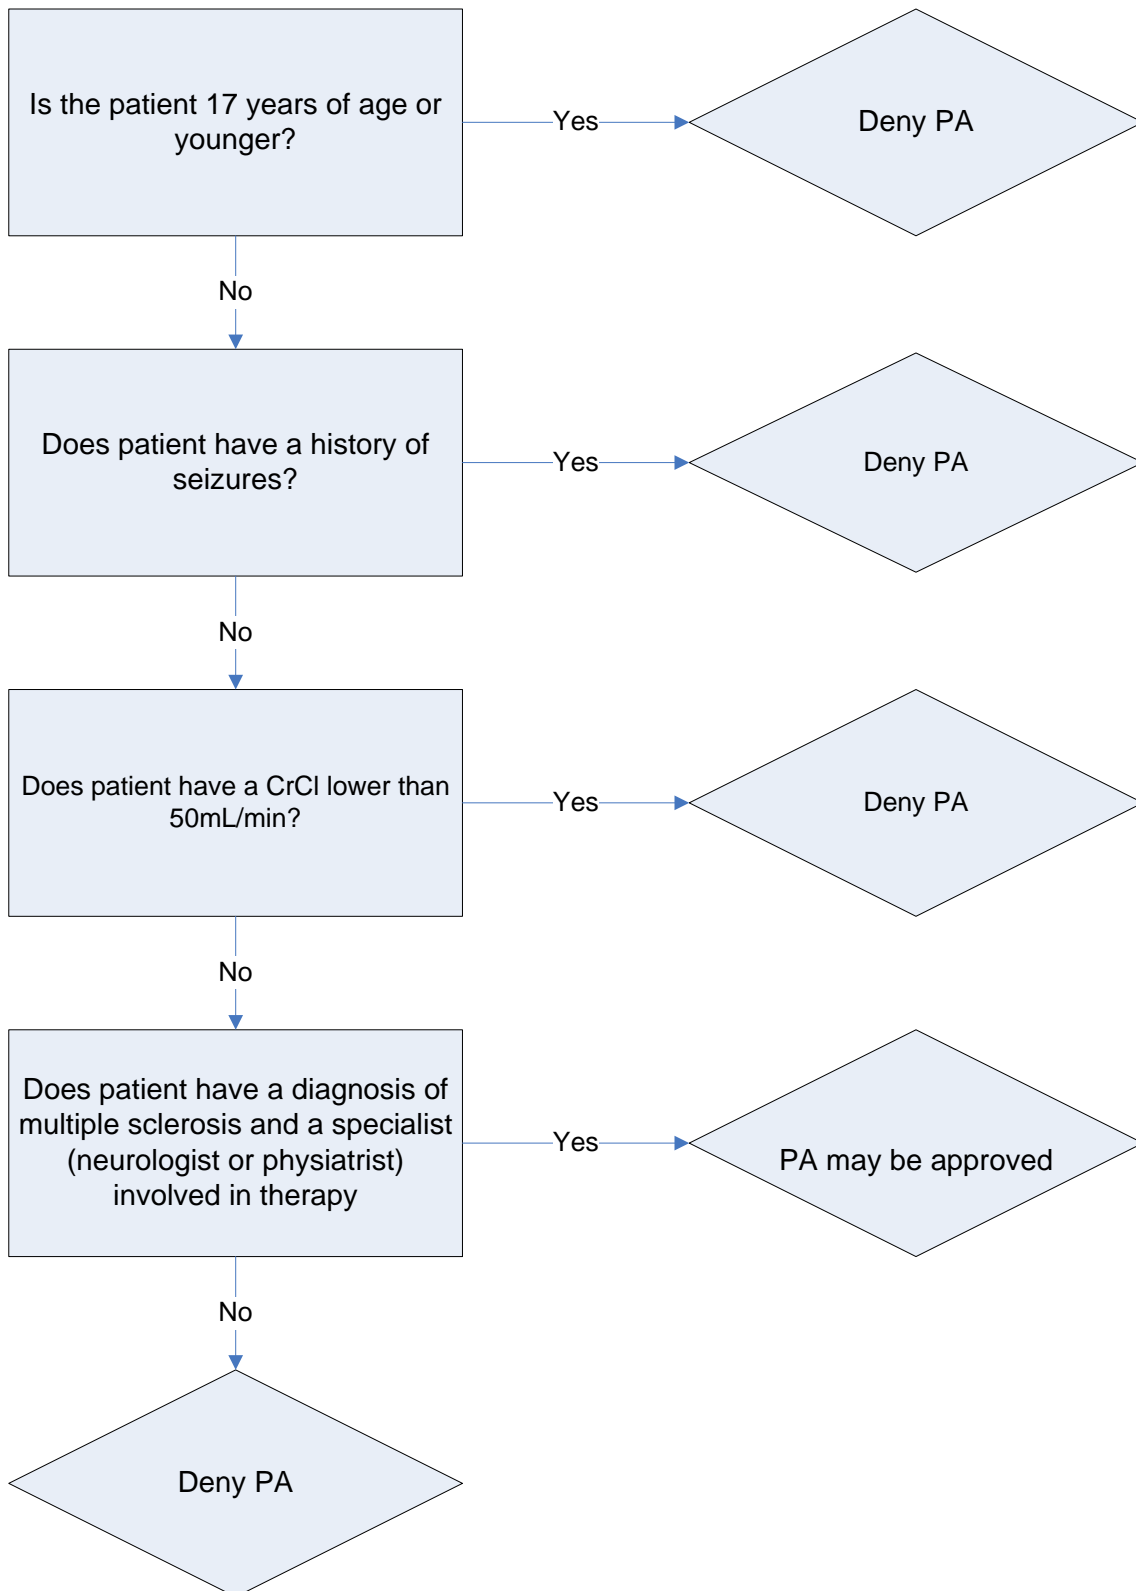 Is the patient 17 years of age or
younger?
Yes
Deny PA
No
Does patient have a history of
seizures?
Yes
Deny PA
No
Does patient have a CrCl lower than
50mL/min?
Yes
Deny PA
No
Does patient have a diagnosis of
multiple sclerosis and a specialist
(neurologist or physiatrist)
involved in therapy
Yes
PA may be approved
No
Deny PA